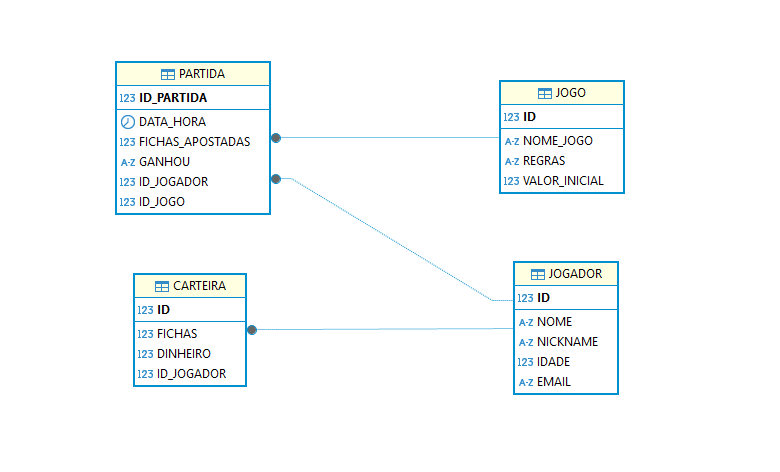 PARTIDA
123 ID_PARTIDA
DATA_HORA
123 FICHAS_APOSTADAS
A-Z GANHOU
123 ID_JOGADOR
123 ID_JOGO
JOGO
123 ID
A-Z NOME_JOGO
A-Z REGRAS
123 VALOR_INICIAL
CARTEIRA
123 ID
123 FICHAS
123 DINHEIRO
123 ID_JOGADOR
JOGADOR
123 ID
A-Z NOME
A-Z NICKNAME
123 IDADE
A-Z EMAIL